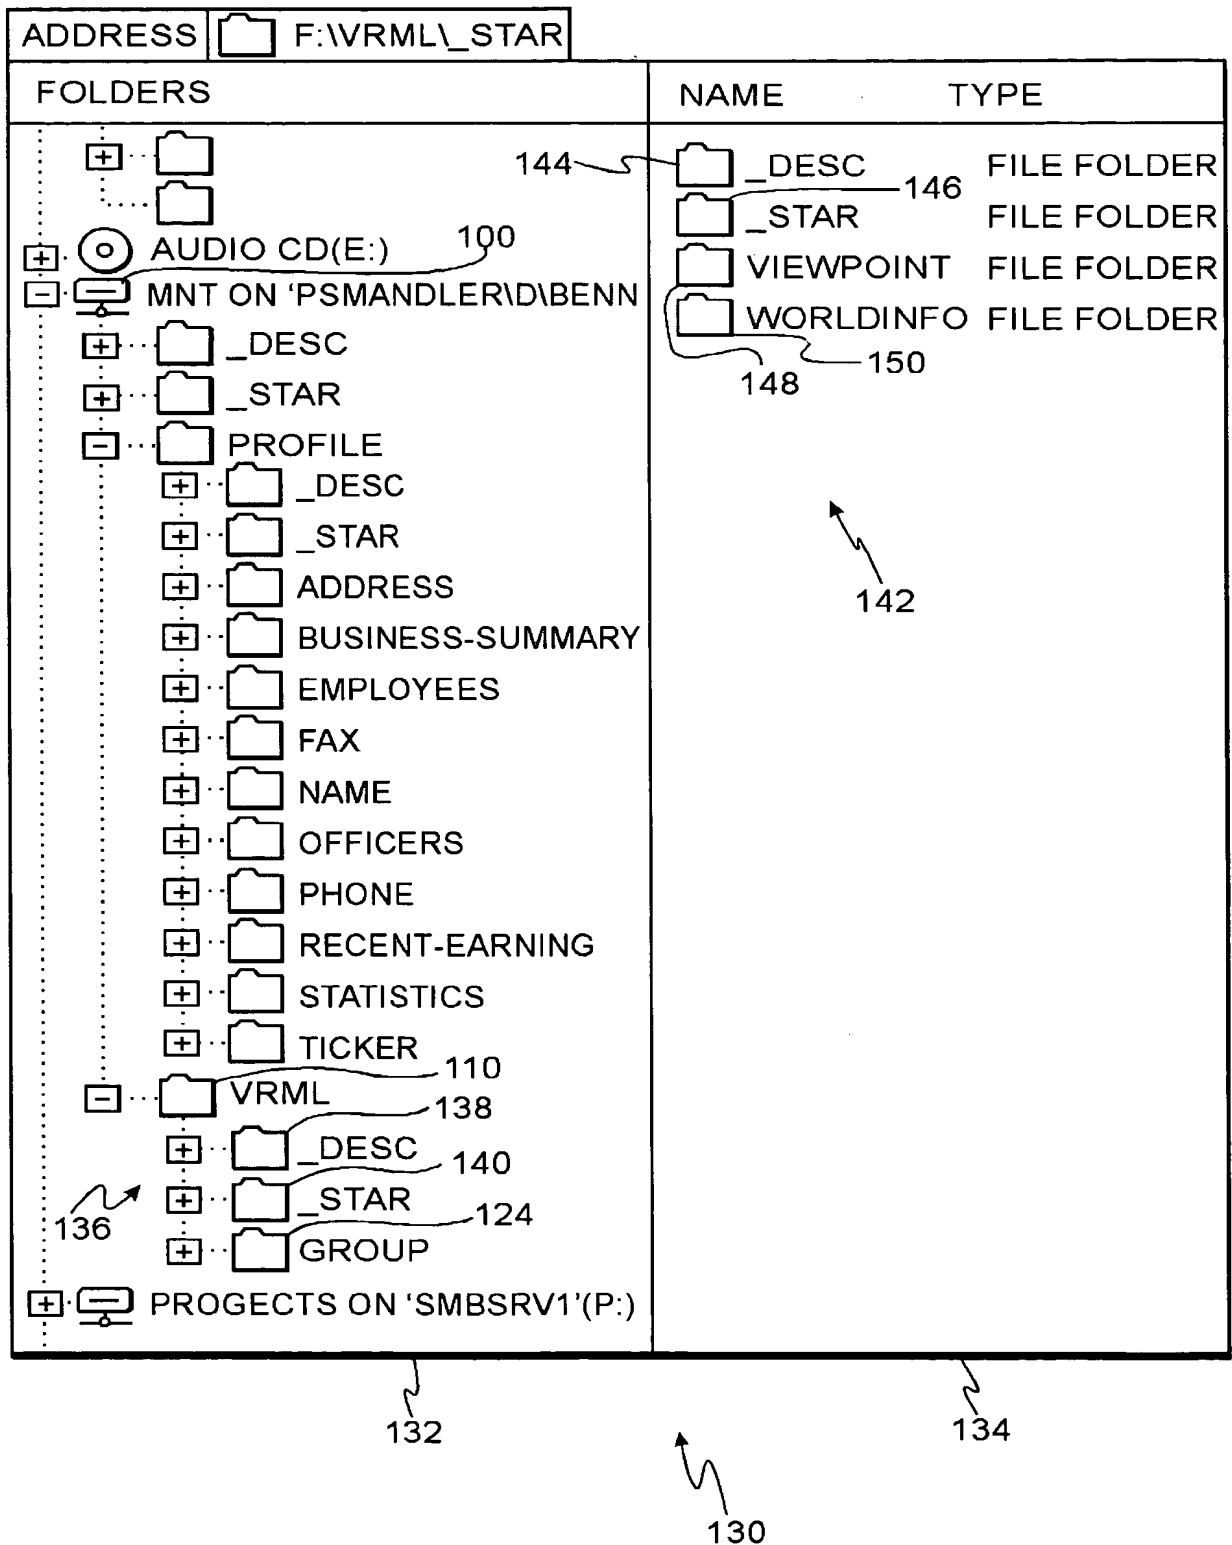 ADDRESS F:\VRML\_STAR
FOLDERS
NAME TYPE
AUDIO CD(E:)
100
MNT ON 'PSMANDLER\D\BENN
_DESC
_STAR
PROFILE
_DESC
_STAR
ADDRESS
BUSINESS-SUMMARY
EMPLOYEES
FAX
NAME
OFFICERS
PHONE
RECENT-EARNING
STATISTICS
TICKER
110
VRML
138
_DESC
140
_STAR
136
124
GROUP
PROGECTS ON 'SMBSRV1'(P:)
144 _DESC FILE FOLDER
146
_STAR FILE FOLDER
VIEWPOINT FILE FOLDER
WORLDINFO FILE FOLDER
150
148
142
132
134
130